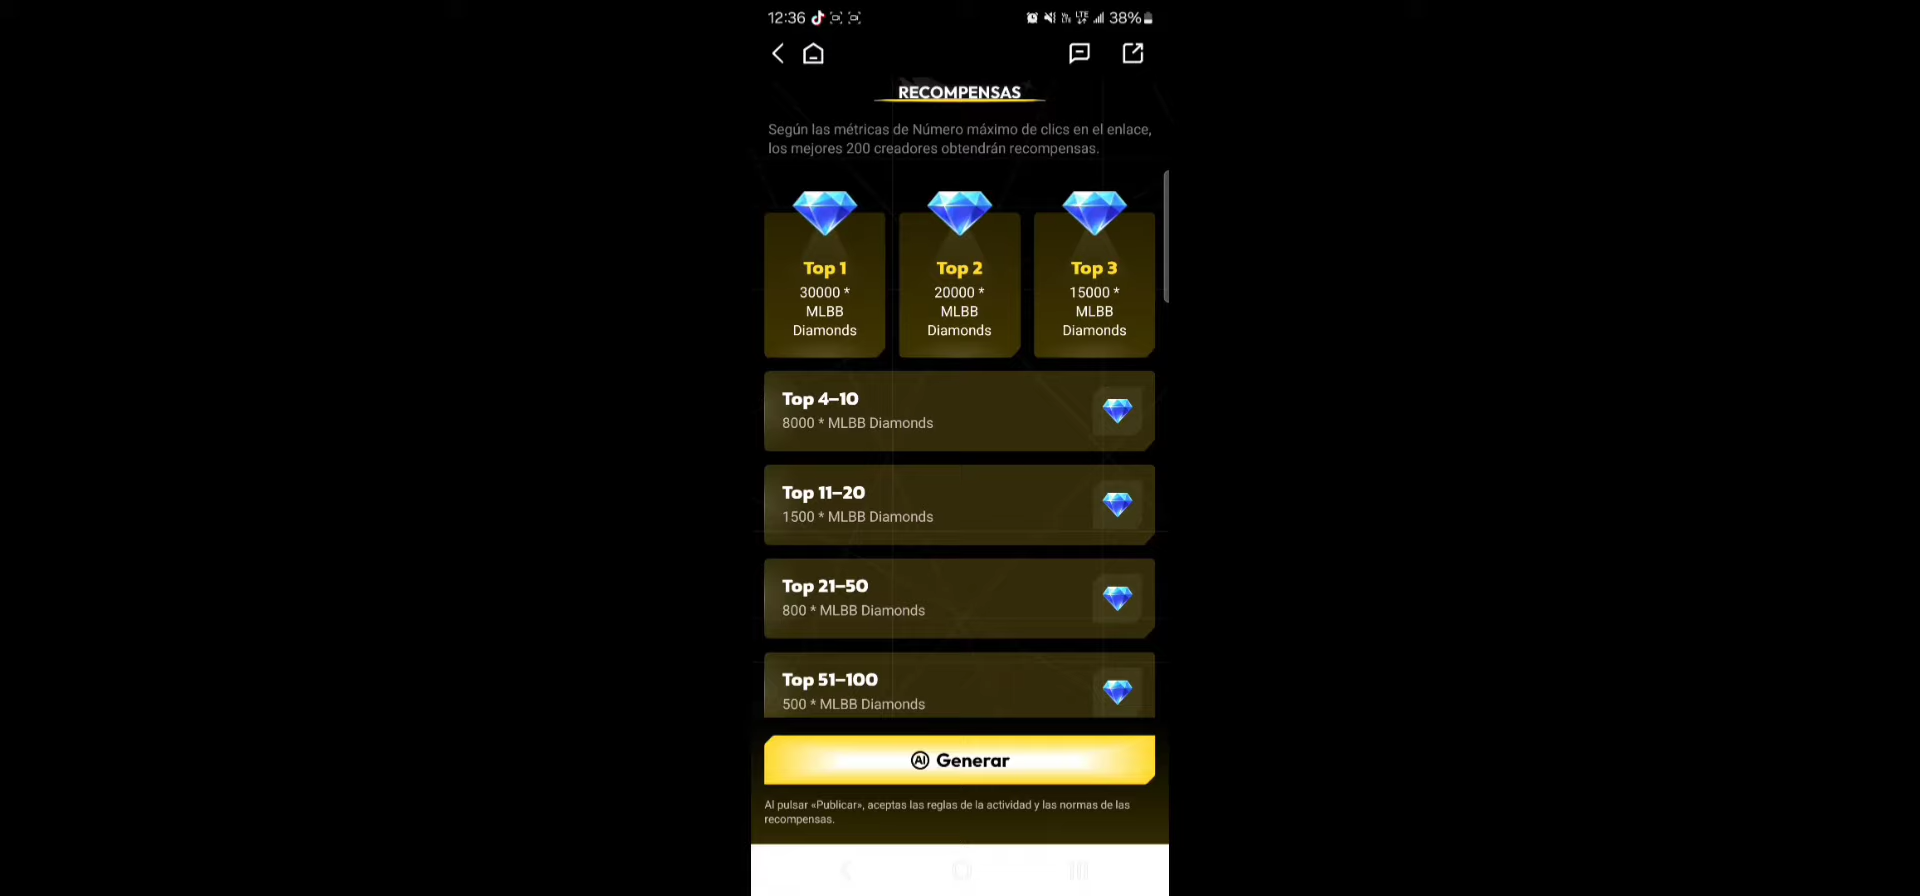 12:36
LTE
38%
RECOMPENSAS
Según las métricas de Número máximo de clics en el enlace,
los mejores 200 creadores obtendrán recompensas.
Top 1
30000 *
MLBB
Diamonds
Top 2
20000 *
MLBB
Diamonds
Top 3
15000 *
MLBB
Diamonds
Top 4–10
8000 * MLBB Diamonds
Top 11–20
1500 * MLBB Diamonds
Top 21–50
800 * MLBB Diamonds
Top 51–100
500 * MLBB Diamonds
AI Generar
Al pulsar «Publicar», aceptas las reglas de la actividad y las normas de las
recompensas.